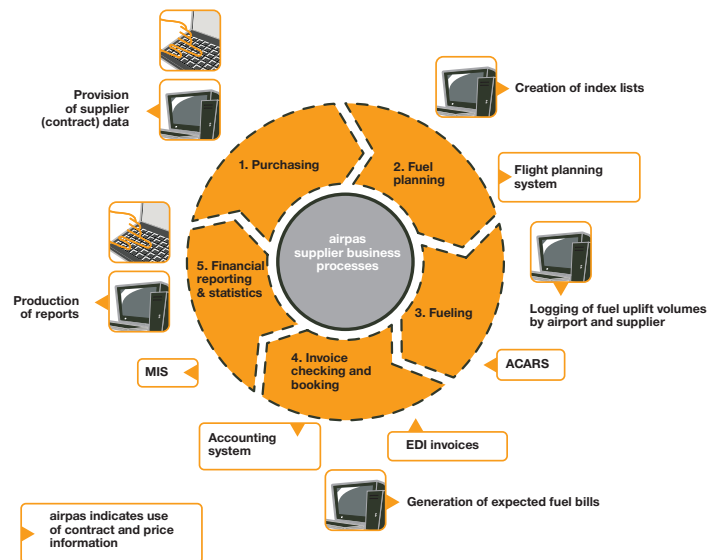 Provision
of supplier
(contract) data
Creation of index lists
1. Purchasing
2. Fuel
planning
Flight planning
system
airpas
supplier business
processes
5. Financial
reporting
& statistics
3. Fueling
Production
of reports
Logging of fuel uplift volumes
by airport and supplier
4. Invoice
checking and
booking
MIS
ACARS
Accounting
system
EDI invoices
Generation of expected fuel bills
airpas indicates use
of contract and price
information